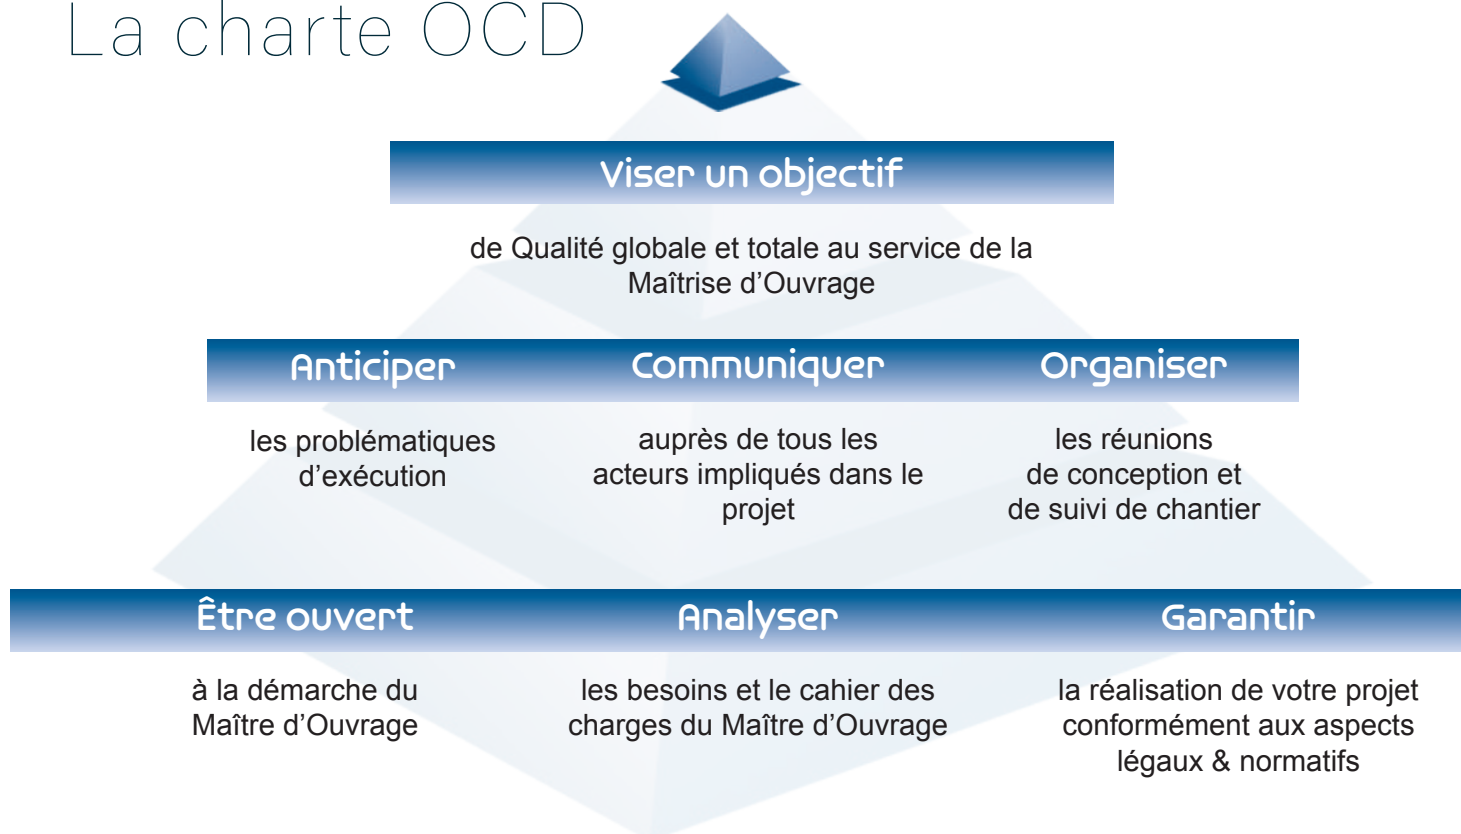 La charte OCD
Viser un objectif
de Qualité globale et totale au service de la
Maîtrise d’Ouvrage
Anticiper
les problématiques
d’exécution
Communiquer
auprès de tous les
acteurs impliqués dans le
projet
Organiser
les réunions
de conception et
de suivi de chantier
Être ouvert
à la démarche du
Maître d’Ouvrage
Analyser
les besoins et le cahier des
charges du Maître d’Ouvrage
Garantir
la réalisation de votre projet
conformément aux aspects
légaux & normatifs